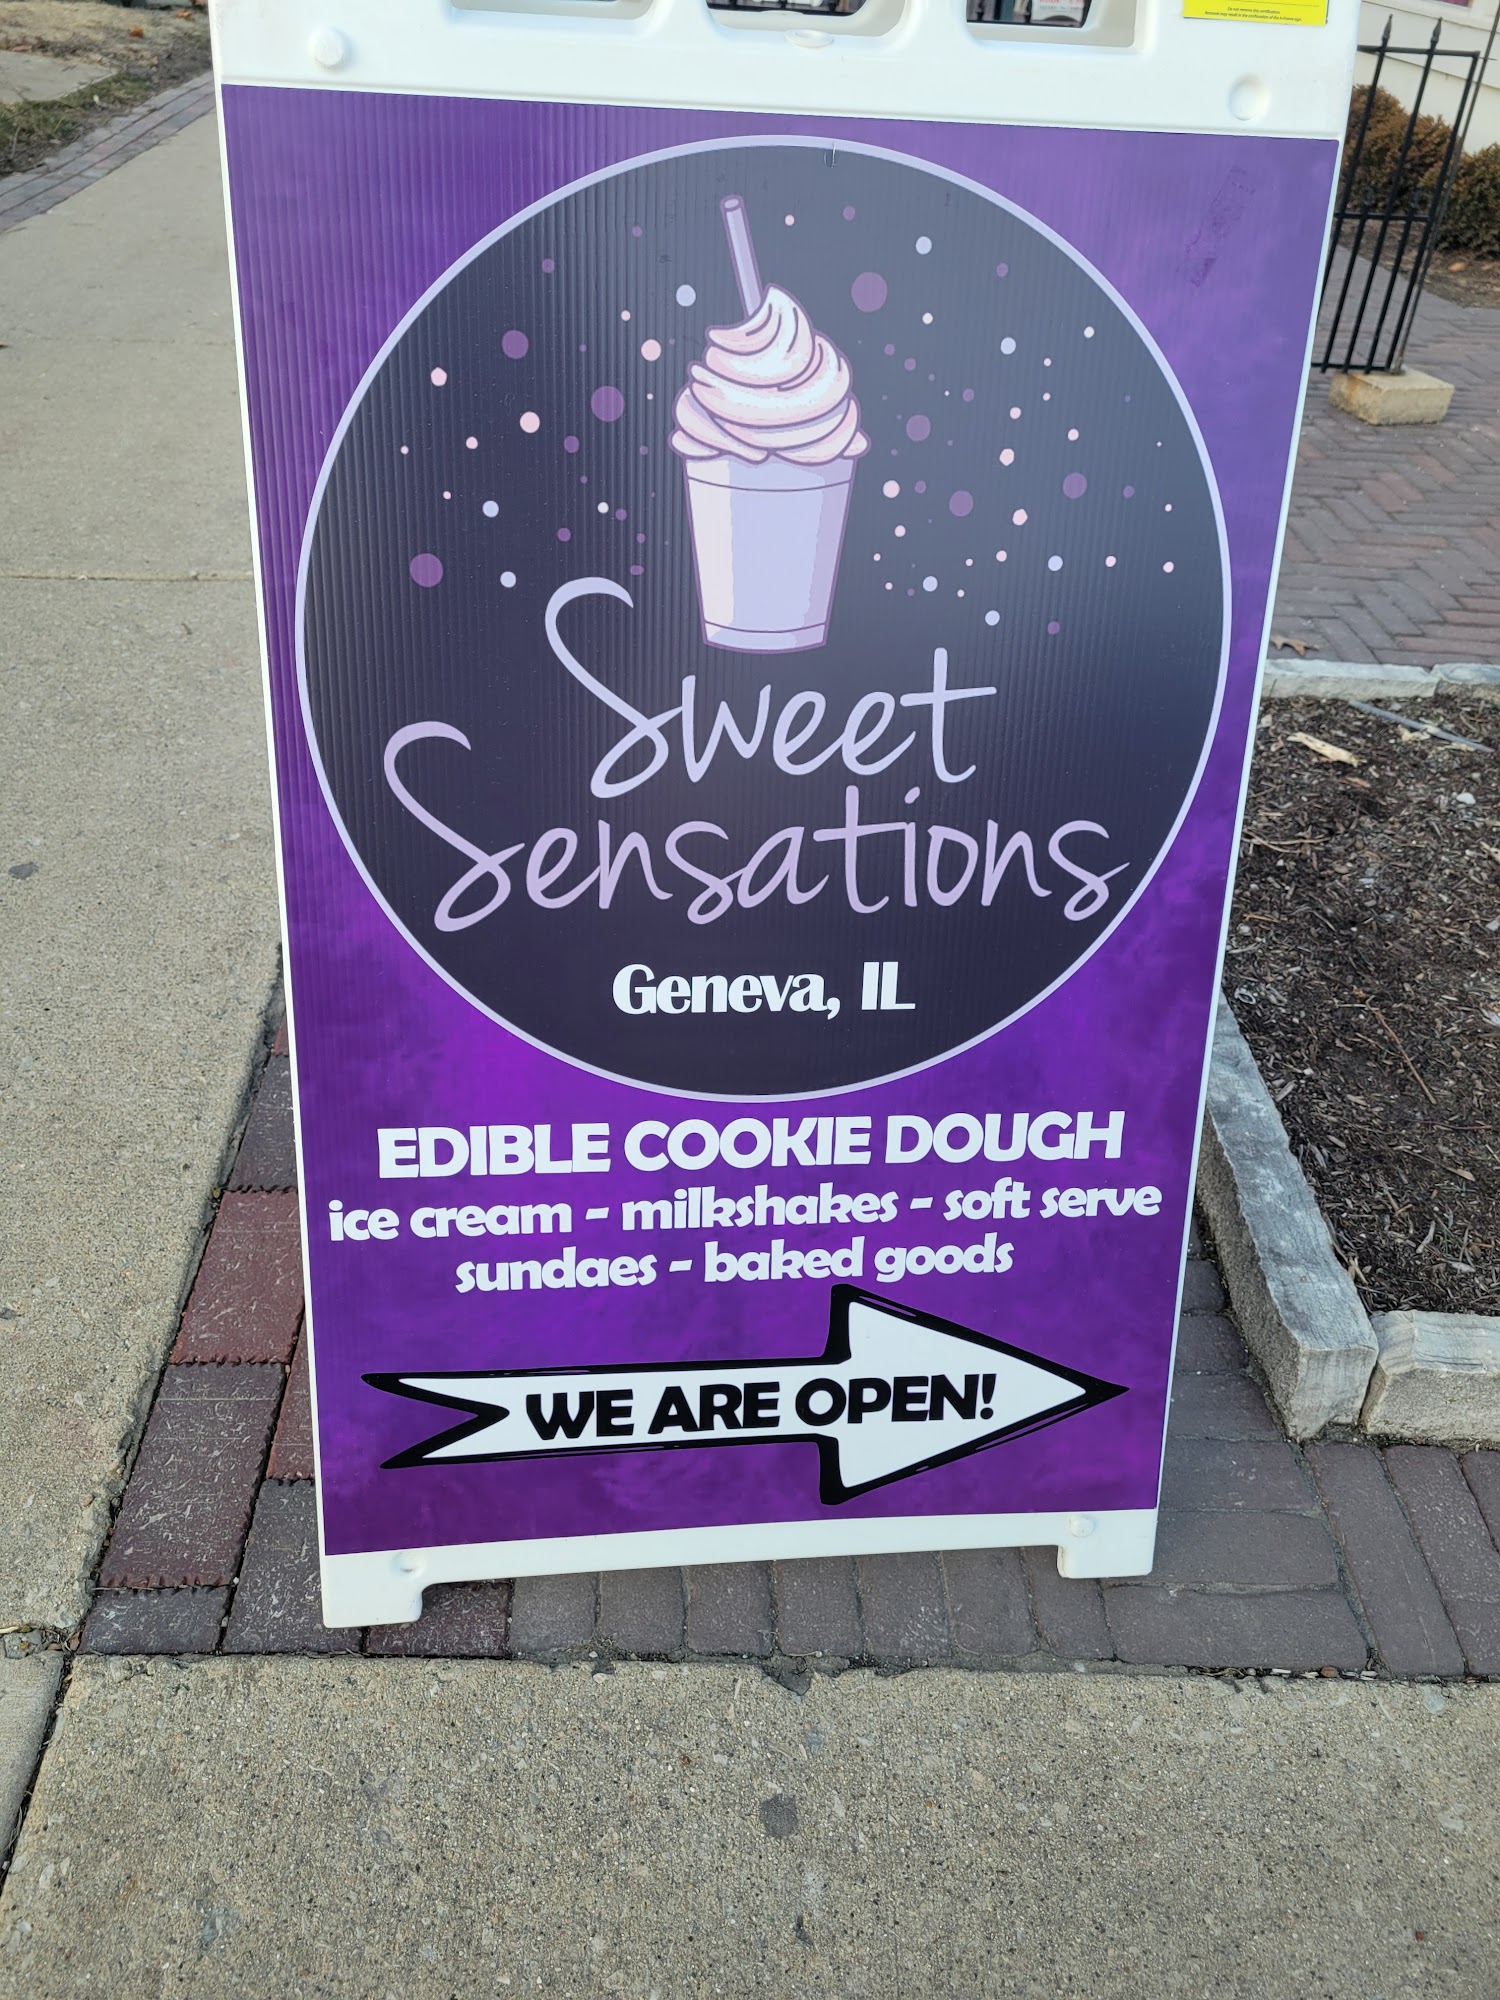 Sweet
Sensations
Geneva, IL
EDIBLE COOKIE DOUGH
ice cream - milkshakes - soft serve
sundaes - baked goods
WE ARE OPEN!